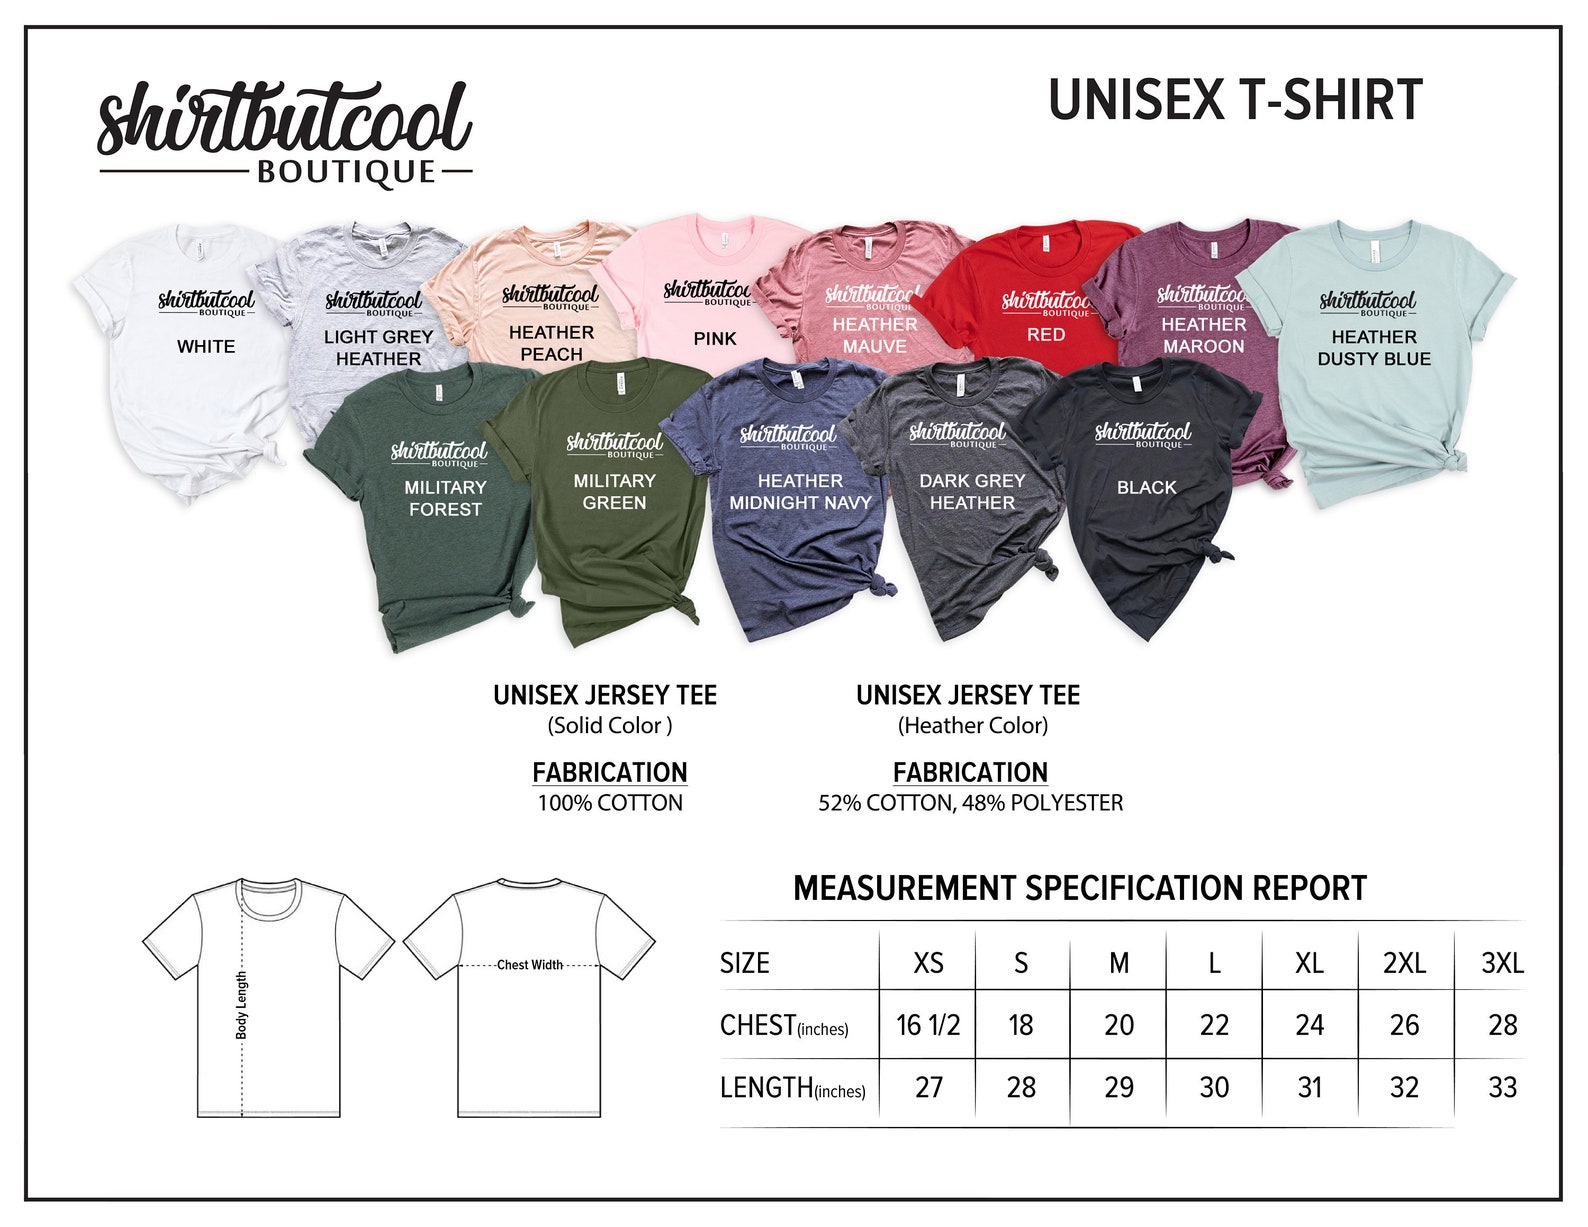 shirtbutcool
BOUTIQUE
UNISEX T-SHIRT
shirtbutcool
BOUTIQUE
WHITE
shirtbutcool
BOUTIQUE
LIGHT GREY
HEATHER
shirtbutcool
BOUTIQUE
HEATHER
PEACH
shirtbutcool
BOUTIQUE
PINK
shirtbutcool
BOUTIQUE
HEATHER
MAUVE
shirtbutcool
BOUTIQUE
RED
shirtbutcool
BOUTIQUE
HEATHER
MAROON
shirtbutcool
BOUTIQUE
HEATHER
DUSTY BLUE
shirtbutcool
BOUTIQUE
MILITARY
FOREST
shirtbutcool
BOUTIQUE
MILITARY
GREEN
shirtbutcool
BOUTIQUE
HEATHER
MIDNIGHT NAVY
shirtbutcool
BOUTIQUE
DARK GREY
HEATHER
shirtbutcool
BOUTIQUE
BLACK
UNISEX JERSEY TEE
(Solid Color )
FABRICATION
100% COTTON
UNISEX JERSEY TEE
(Heather Color)
FABRICATION
52% COTTON, 48% POLYESTER
Body Length
Chest Width
MEASUREMENT SPECIFICATION REPORT
SIZE XS S M L XL 2XL 3XL
CHEST(inches) 16 1/2 18 20 22 24 26 28
LENGTH(inches) 27 28 29 30 31 32 33